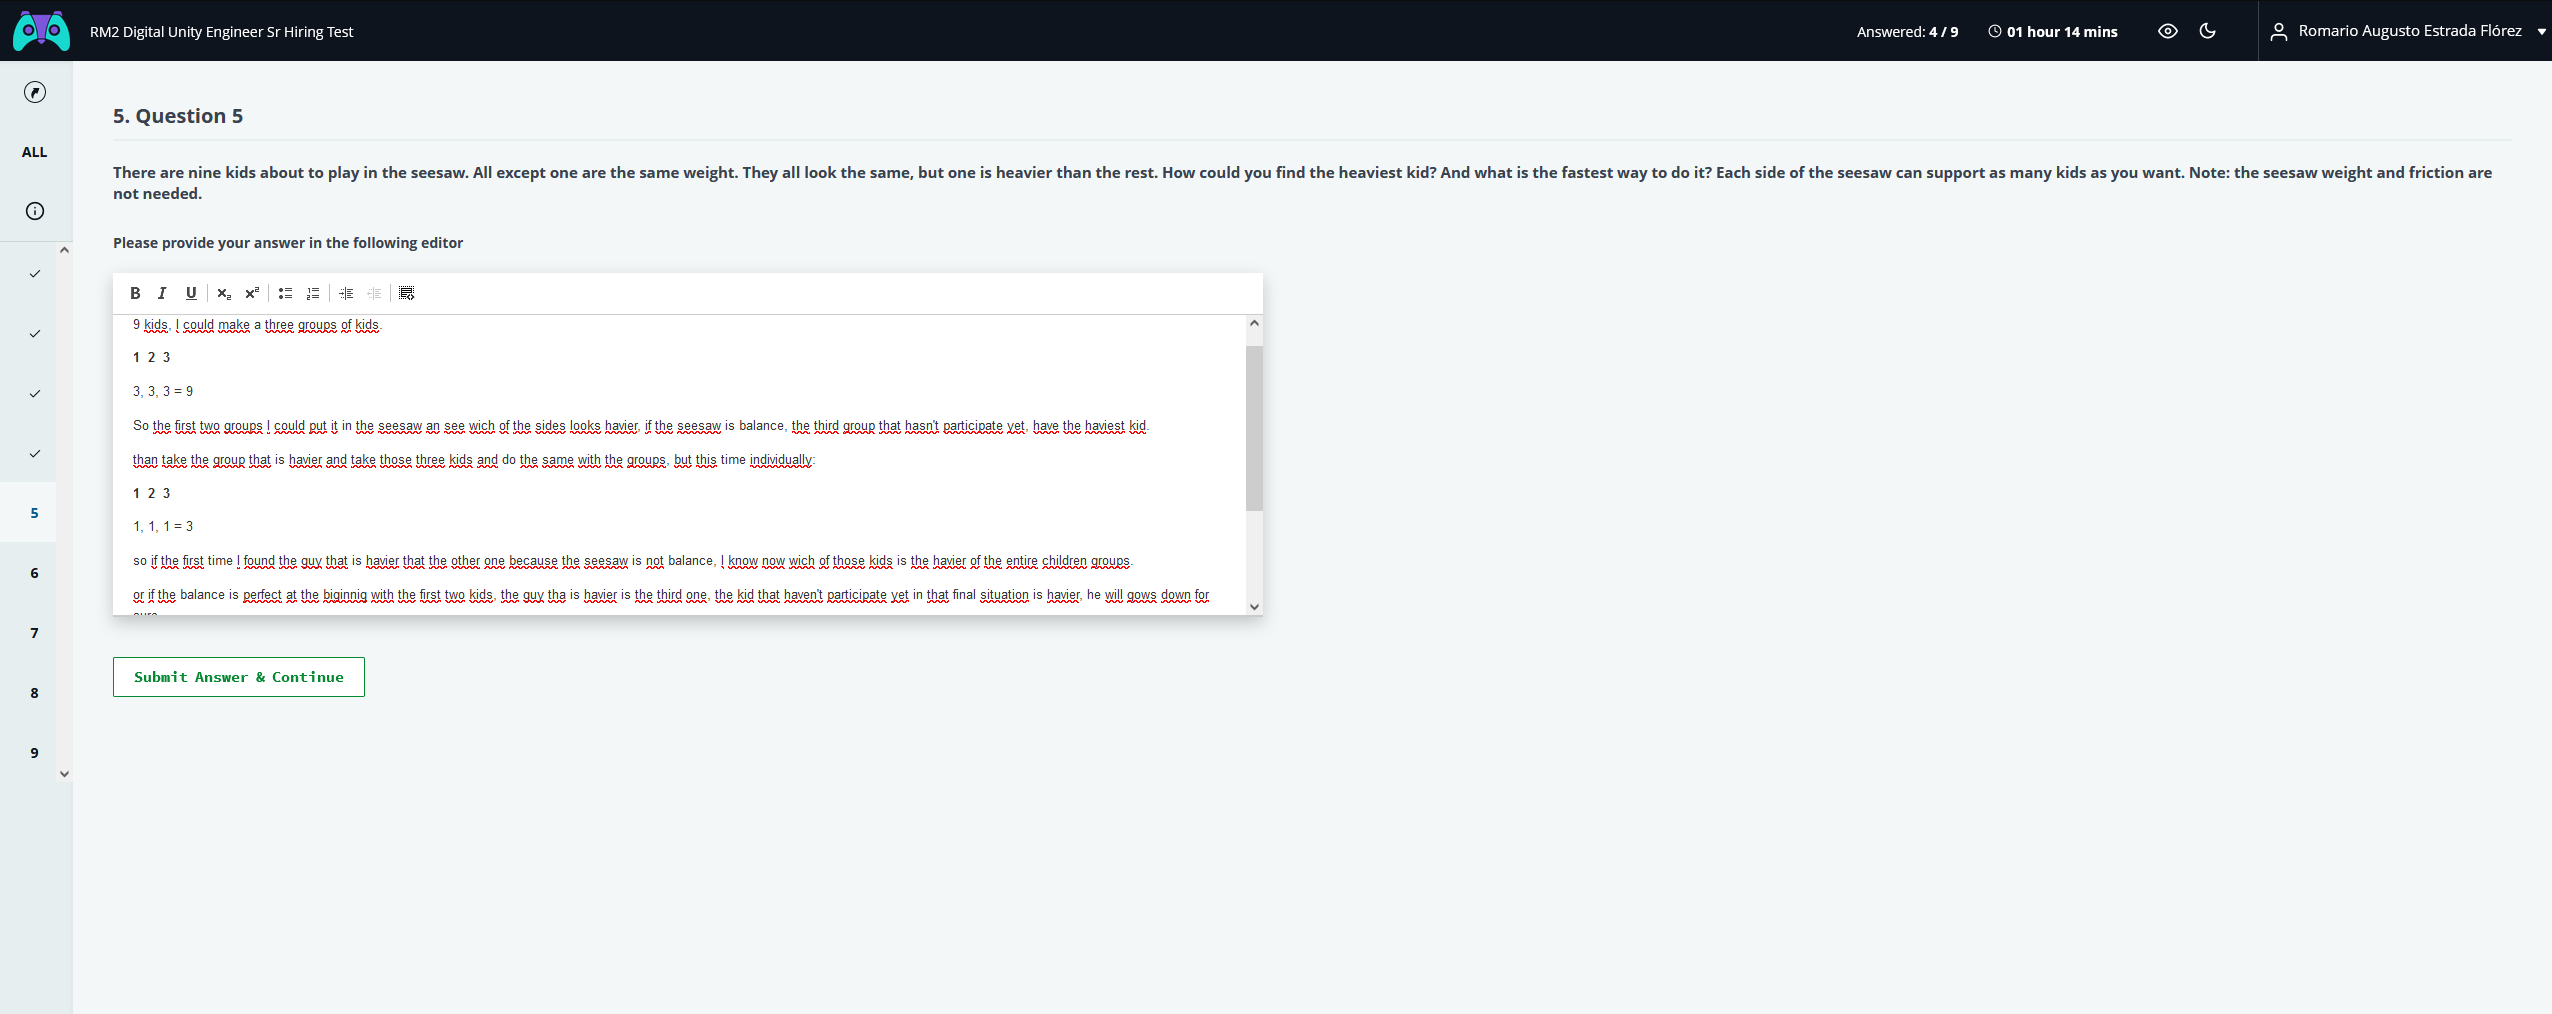 RM2 Digital Unity Engineer Sr Hiring Test
Answered: 4 / 9
01 hour 14 mins
Romario Augusto Estrada Flórez
ALL
5
6
7
8
9
5. Question 5
There are nine kids about to play in the seesaw. All except one are the same weight. They all look the same, but one is heavier than the rest. How could you find the heaviest kid? And what is the fastest way to do it? Each side of the seesaw can support as many kids as you want. Note: the seesaw weight and friction are
not needed.
Please provide your answer in the following editor
B I U x₂ x²
9 kids, I could make a three groups of kids.
1 2 3
3, 3, 3 = 9
So the first two groups I could put it in the seesaw an see wich of the sides looks havier, if the seesaw is balance, the third group that hasn't participate yet, have the haviest kid.
than take the group that is havier and take those three kids and do the same with the groups, but this time individually:
1 2 3
1, 1, 1 = 3
so if the first time I found the guy that is havier that the other one because the seesaw is not balance, I know now wich of those kids is the havier of the entire children groups.
or if the balance is perfect at the biginnig with the first two kids, the guy tha is havier is the third one, the kid that haven't participate yet in that final situation is havier, he will gows down for
Submit Answer & Continue